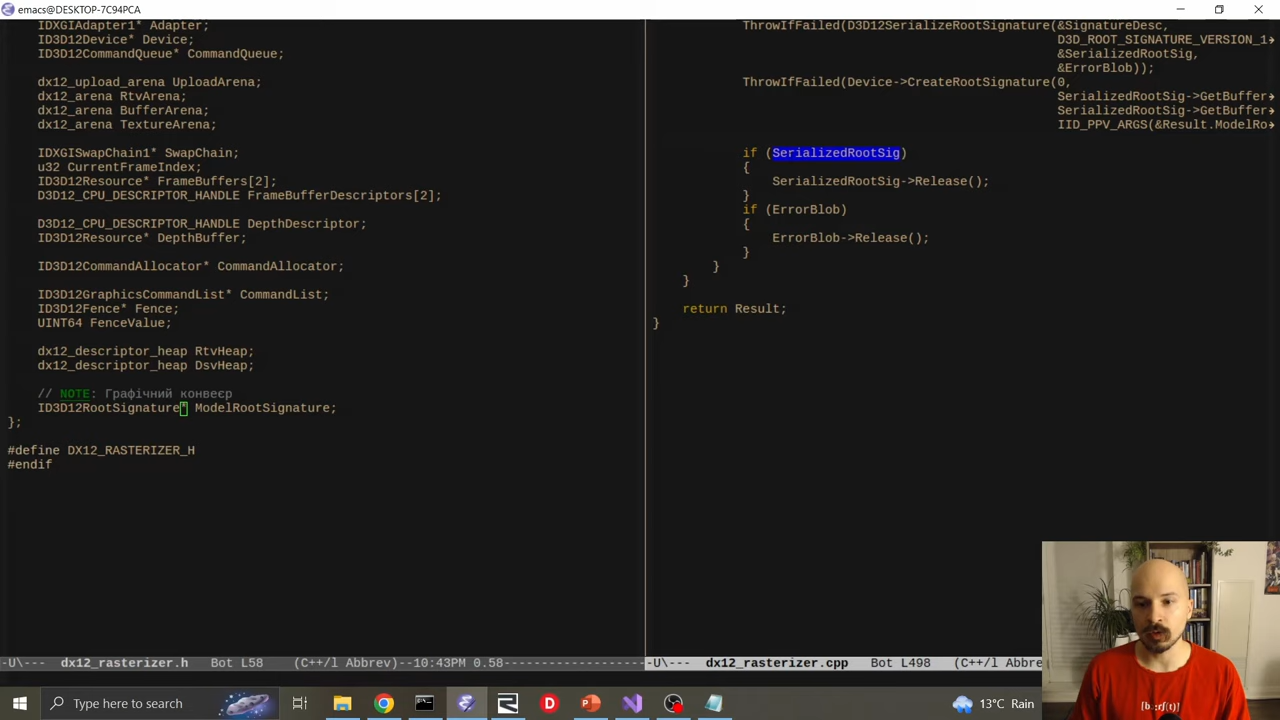 emacs@DESKTOP-7C94PCA
IDXGIAdapter1* Adapter;
ID3D12Device* Device;
ID3D12CommandQueue* CommandQueue;
dx12_upload_arena UploadArena;
dx12_arena RtvArena;
dx12_arena BufferArena;
dx12_arena TextureArena;
IDXGISwapChain1* SwapChain;
u32 CurrentFrameIndex;
ID3D12Resource* FrameBuffers[2];
D3D12_CPU_DESCRIPTOR_HANDLE FrameBufferDescriptors[2];
D3D12_CPU_DESCRIPTOR_HANDLE DepthDescriptor;
ID3D12Resource* DepthBuffer;
ID3D12CommandAllocator* CommandAllocator;
ID3D12GraphicsCommandList* CommandList;
ID3D12Fence* Fence;
UINT64 FenceValue;
dx12_descriptor_heap RtvHeap;
dx12_descriptor_heap DsvHeap;
// NOTE: Графічний конвеєр
ID3D12RootSignature* ModelRootSignature;
};
#define DX12_RASTERIZER_H
#endif
-U\--- dx12_rasterizer.h Bot L58 (C++/l Abbrev)--10:43PM 0.58-------------------
ThrowIfFailed(D3D12SerializeRootSignature(&SignatureDesc,
D3D_ROOT_SIGNATURE_VERSION_1
&SerializedRootSig,
&ErrorBlob));
ThrowIfFailed(Device->CreateRootSignature(0,
SerializedRootSig->GetBuffer
SerializedRootSig->GetBuffer
IID_PPV_ARGS(&Result.ModelRo
if (SerializedRootSig)
{
SerializedRootSig->Release();
}
if (ErrorBlob)
{
ErrorBlob->Release();
}
}
}
return Result;
}
-U\--- dx12_rasterizer.cpp Bot L498 (C++/l Abbre
Type here to search
13°C Rain
[b;rf(t)]